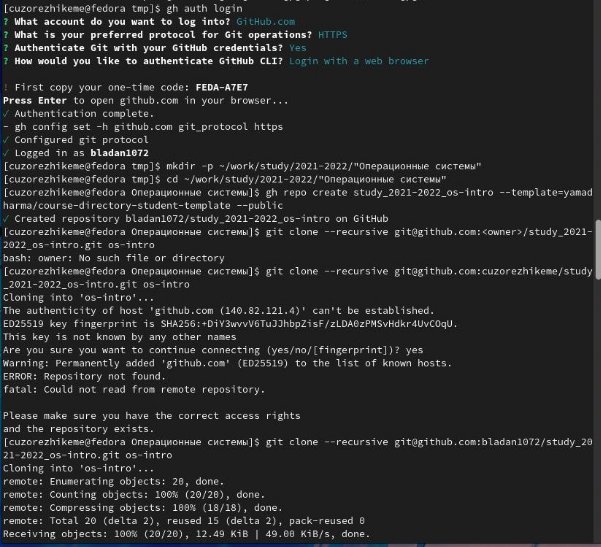 [cuzorezhikeme@fedora tmp]$ gh auth login
? What account do you want to log into? GitHub.com
? What is your preferred protocol for Git operations? HTTPS
? Authenticate Git with your GitHub credentials? Yes
? How would you like to authenticate GitHub CLI? Login with a web browser

! First copy your one-time code: FEDA-A7E7
Press Enter to open github.com in your browser...
✓ Authentication complete.
- gh config set -h github.com git_protocol https
✓ Configured git protocol
✓ Logged in as bladan1072
[cuzorezhikeme@fedora tmp]$ mkdir -p ~/work/study/2021-2022/"Операционные системы"
[cuzorezhikeme@fedora tmp]$ cd ~/work/study/2021-2022/"Операционные системы"
[cuzorezhikeme@fedora Операционные системы]$ gh repo create study_2021-2022_os-intro --template=yamad
harma/course-directory-student-template --public
✓ Created repository bladan1072/study_2021-2022_os-intro on GitHub
[cuzorezhikeme@fedora Операционные системы]$ git clone --recursive git@github.com:<owner>/study_2021-
2022_os-intro.git os-intro
bash: owner: No such file or directory
[cuzorezhikeme@fedora Операционные системы]$ git clone --recursive git@github.com:cuzorezhikeme/study
_2021-2022_os-intro.git os-intro
Cloning into 'os-intro'...
The authenticity of host 'github.com (140.82.121.4)' can't be established.
ED25519 key fingerprint is SHA256:+DiY3wvvV6TuJJhbpZisF/zLDA0zPMSvHdkr4UvCOqU.
This key is not known by any other names
Are you sure you want to continue connecting (yes/no/[fingerprint])? yes
Warning: Permanently added 'github.com' (ED25519) to the list of known hosts.
ERROR: Repository not found.
fatal: Could not read from remote repository.

Please make sure you have the correct access rights
and the repository exists.
[cuzorezhikeme@fedora Операционные системы]$ git clone --recursive git@github.com:bladan1072/study_20
21-2022_os-intro.git os-intro
Cloning into 'os-intro'...
remote: Enumerating objects: 20, done.
remote: Counting objects: 100% (20/20), done.
remote: Compressing objects: 100% (18/18), done.
remote: Total 20 (delta 2), reused 15 (delta 2), pack-reused 0
Receiving objects: 100% (20/20), 12.49 KiB | 49.00 KiB/s, done.